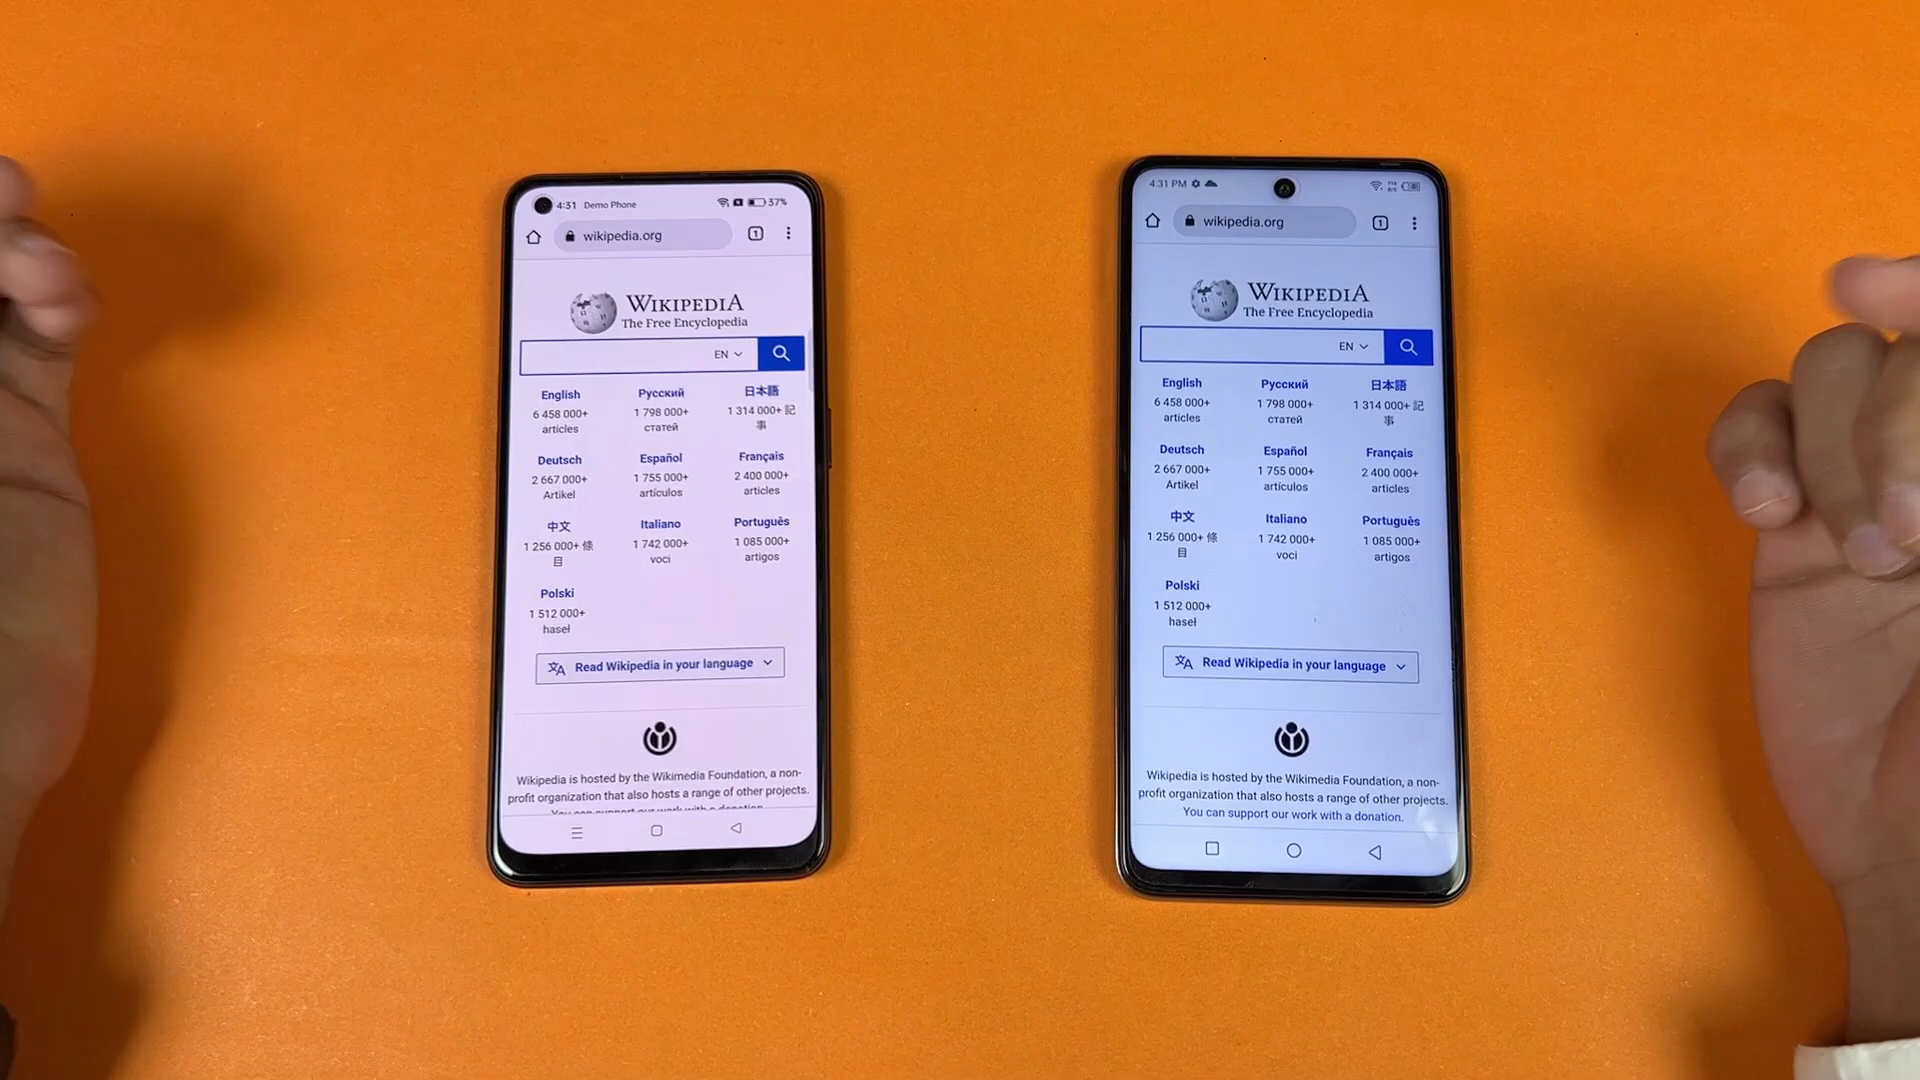 4:31 Demo Phone 37%
1
wikipedia.org
WIKIPEDIA
The Free Encyclopedia
EN
English
6 458 000+
articles
Русский
1 798 000+
статей
日本語
1 314 000+ 記
事
Deutsch
2 667 000+
Artikel
Español
1 755 000+
artículos
Français
2 400 000+
articles
中文
1 256 000+ 條
目
Italiano
1 742 000+
voci
Português
1 085 000+
artigos
Polski
1 512 000+
haseł
Read Wikipedia in your language
Wikipedia is hosted by the Wikimedia Foundation, a non-
profit organization that also hosts a range of other projects.
You can support our work with a donation.
4:31 PM
wikipedia.org
1
WIKIPEDIA
The Free Encyclopedia
EN
English
6 458 000+
articles
Русский
1 798 000+
статей
日本語
1 314 000+ 記
事
Deutsch
2 667 000+
Artikel
Español
1 755 000+
artículos
Français
2 400 000+
articles
中文
1 256 000+ 條
目
Italiano
1 742 000+
voci
Português
1 085 000+
artigos
Polski
1 512 000+
haseł
Read Wikipedia in your language
Wikipedia is hosted by the Wikimedia Foundation, a non-
profit organization that also hosts a range of other projects.
You can support our work with a donation.